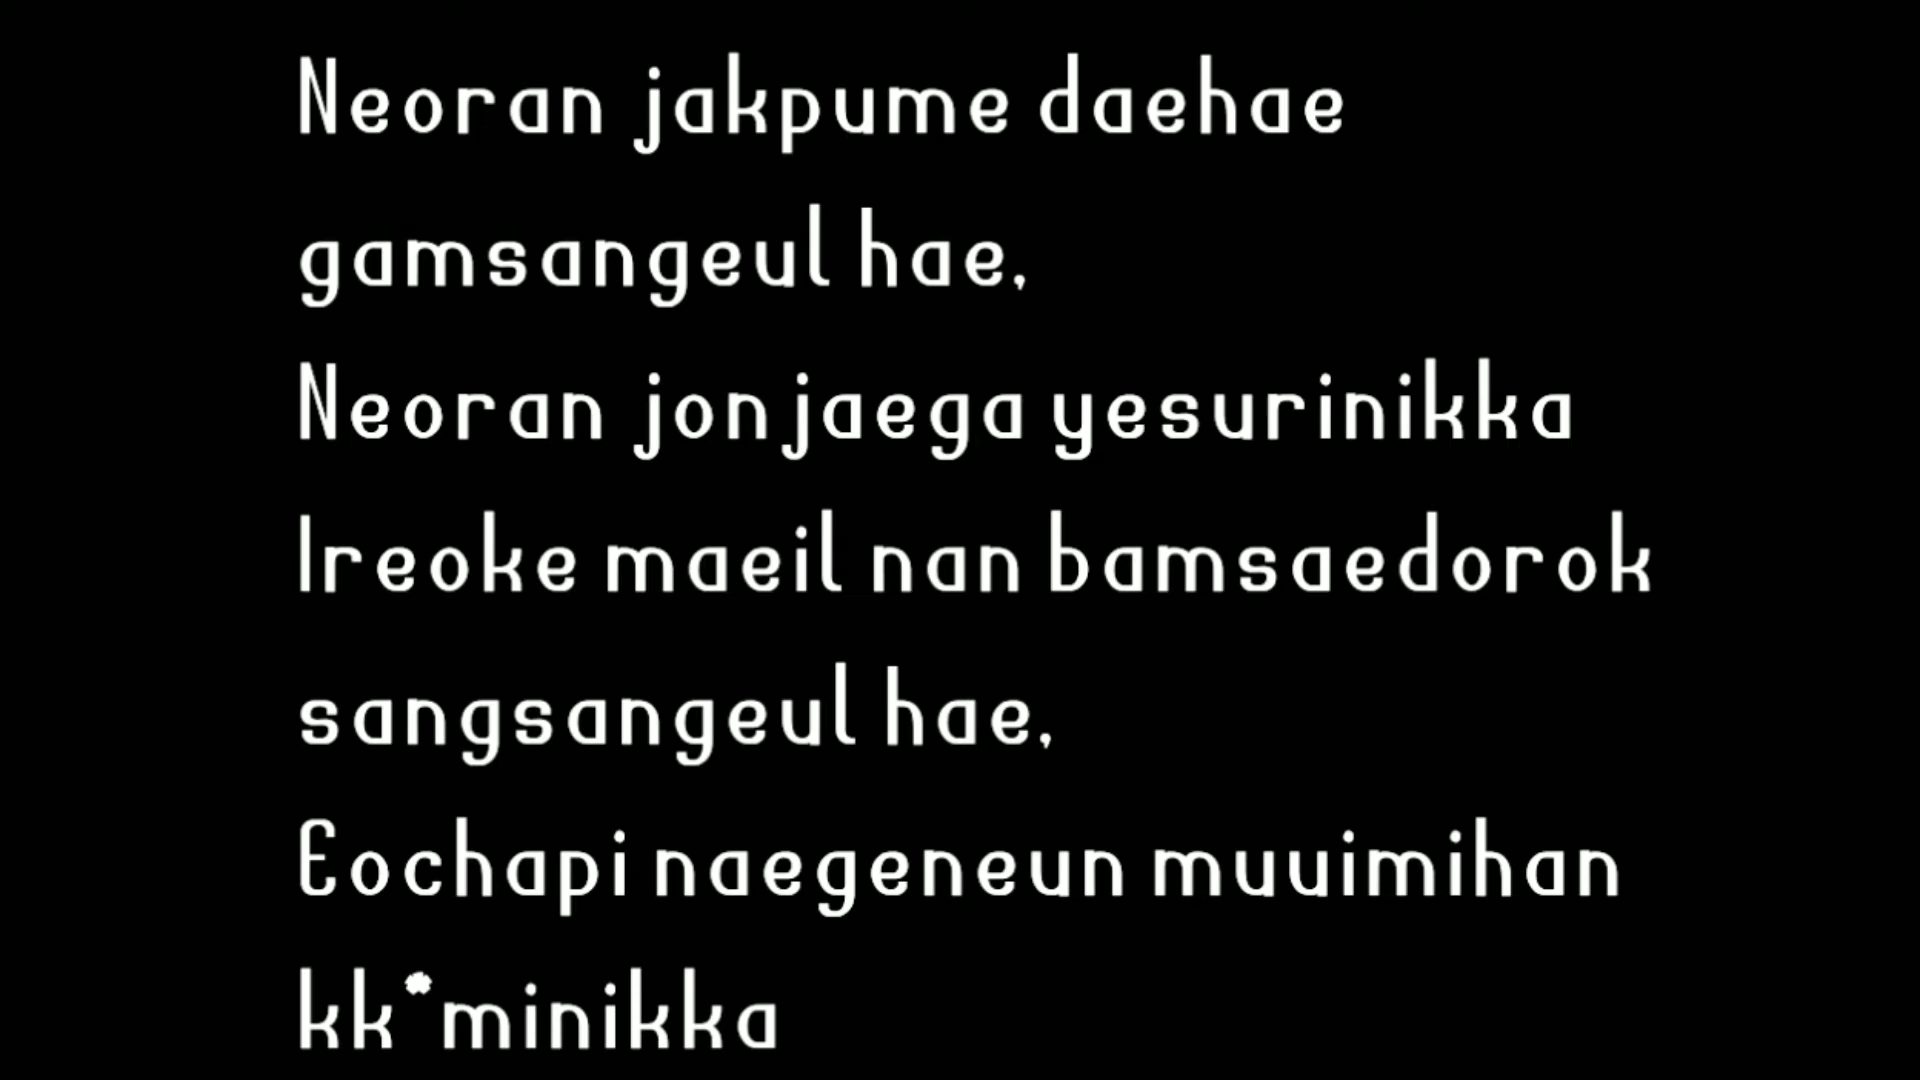 Neoran jakpume daehae
gamsangeul hae,
Neoran jonjaega yesurinikka
Ireoke maeil nan bamsaedorok
sangsangeul hae,
Eochapi naegeneun muuimihan
kk*minikka